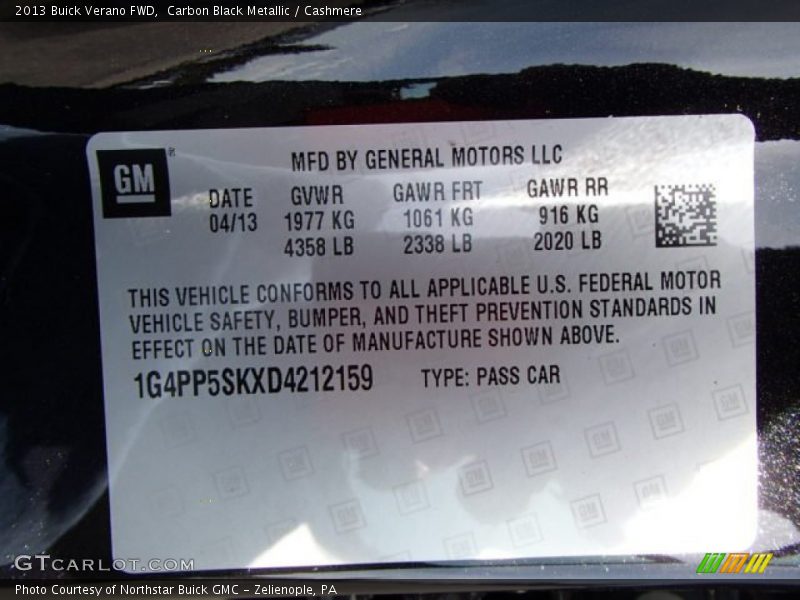 2013 Buick Verano FWD,  Carbon Black Metallic / Cashmere
MFD BY GENERAL MOTORS LLC
GM ®
DATE GVWR GAWR FRT GAWR RR
04/13 1977 KG 1061 KG 916 KG
4358 LB 2338 LB 2020 LB
THIS VEHICLE CONFORMS TO ALL APPLICABLE U.S. FEDERAL MOTOR
VEHICLE SAFETY, BUMPER, AND THEFT PREVENTION STANDARDS IN
EFFECT ON THE DATE OF MANUFACTURE SHOWN ABOVE.
1G4PP5SKXD4212159 TYPE: PASS CAR
GTCARLOT.COM
Photo Courtesy of Northstar Buick GMC - Zelienople, PA